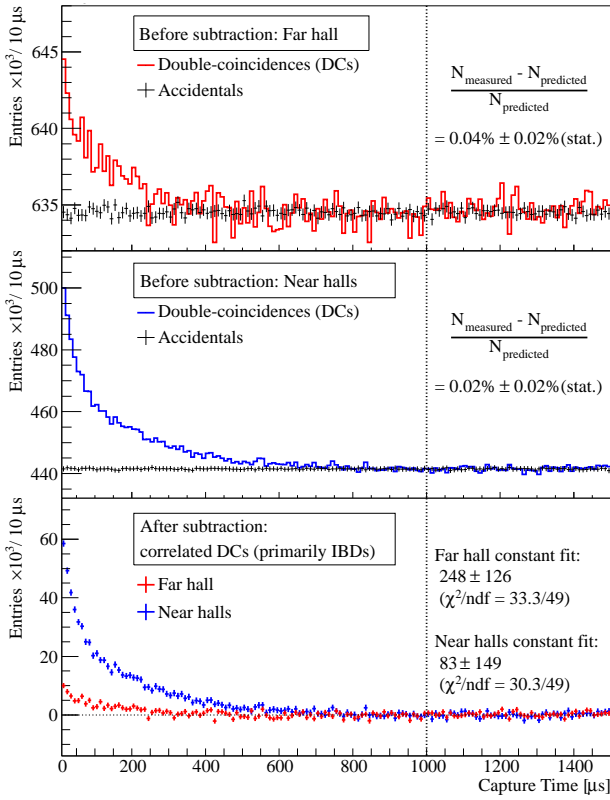 Entries ×10³/ 10 μs
645
640
635
Before subtraction: Far hall
Double-coincidences (DCs)
Accidentals
N_measured - N_predicted
N_predicted
= 0.04% ± 0.02% (stat.)
Entries ×10³/ 10 μs
500
480
460
440
Before subtraction: Near halls
Double-coincidences (DCs)
Accidentals
N_measured - N_predicted
N_predicted
= 0.02% ± 0.02% (stat.)
Entries ×10³/ 10 μs
60
40
20
0
After subtraction:
correlated DCs (primarily IBDs)
Far hall
Near halls
Far hall constant fit:
248 ± 126
(χ²/ndf = 33.3/49)
Near halls constant fit:
83 ± 149
(χ²/ndf = 30.3/49)
0 200 400 600 800 1000 1200 1400
Capture Time [μs]